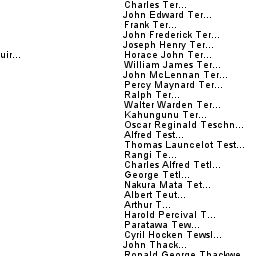 Charles Ter...
John Edward Ter...
Frank Ter...
John Frederick Ter...
Joseph Henry Ter...
uir... Horace John Ter...
William James Ter...
John McLennan Ter...
Percy Maynard Ter...
Ralph Ter...
Walter Warden Ter...
Kahungunu Ter...
Oscar Reginald Teschn...
Alfred Test...
Thomas Launcelot Test...
Rangi Te...
Charles Alfred Tetl...
George Tetl...
Nakura Mata Tet...
Albert Teut...
Arthur T...
Harold Percival T...
Paratawa Tew...
Cyril Hocken Tewsl...
John Thack...
Ronald George Thackwe...